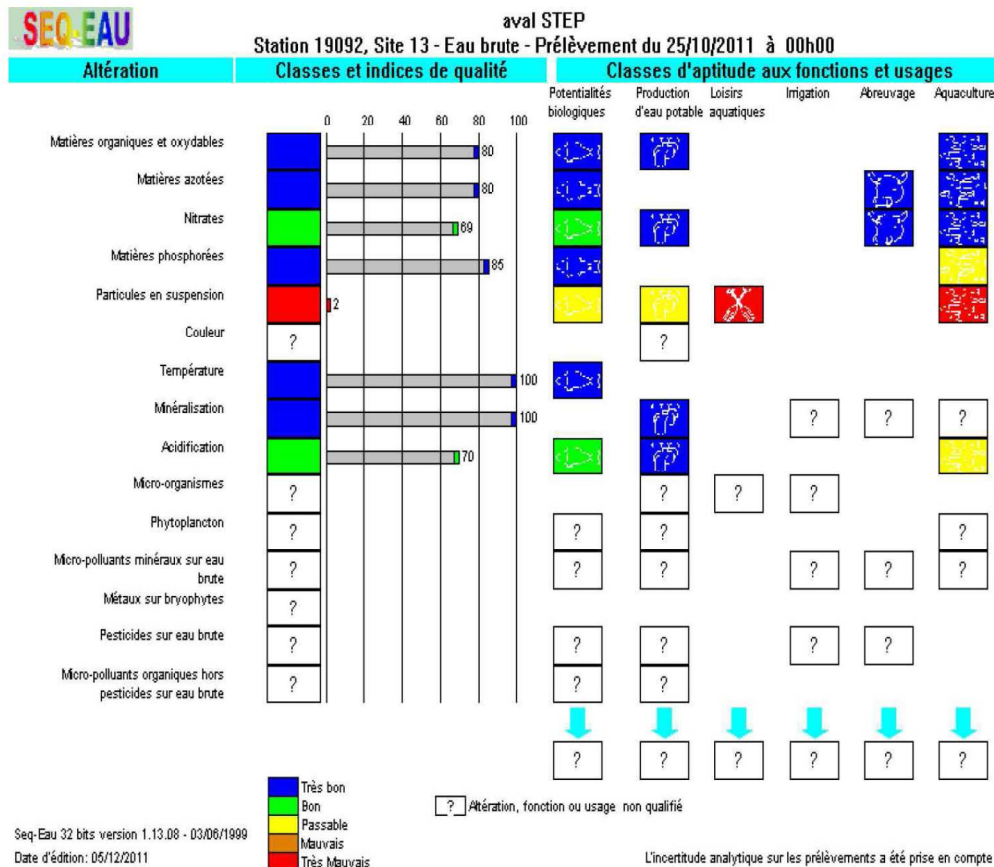 SEQ-EAU
aval STEP
Station 19092, Site 13 - Eau brute - Prélèvement du 25/10/2011 à 00h00
Altération
Classes et indices de qualité
Classes d'aptitude aux fonctions et usages
Potentialités biologiques
Production d'eau potable
Loisirs aquatiques
Irrigation
Abreuvage
Aquaculture
0 20 40 60 80 100
Matières organiques et oxydables
80
Matières azotées
80
Nitrates
69
Matières phosphorées
85
Particules en suspension
2
Couleur
? ?
Température
100
Minéralisation
100
? ? ?
Acidification
70
Micro-organismes
? ? ? ?
Phytoplancton
? ? ? ?
Micro-polluants minéraux sur eau
brute
? ? ? ? ? ?
Métaux sur bryophytes
?
Pesticides sur eau brute
? ? ? ? ?
Micro-polluants organiques hors
pesticides sur eau brute
? ? ?
? ? ? ? ? ?
Très bon
Bon
Passable
Mauvais
Très Mauvais
? Altération, fonction ou usage non qualifié
Seq-Eau 32 bits version 1.13.08 - 03/06/1999
Date d'édition: 05/12/2011
L'incertitude analytique sur les prélèvements a été prise en compte.